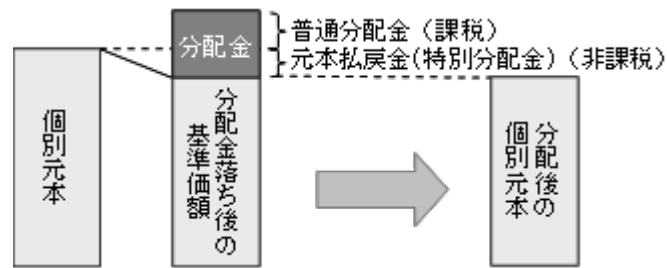 分配金
普通分配金（課税）
元本払戻金(特別分配金)（非課税）
個別元本
分配金落ち後の
基準価額
分配後の
個別元本